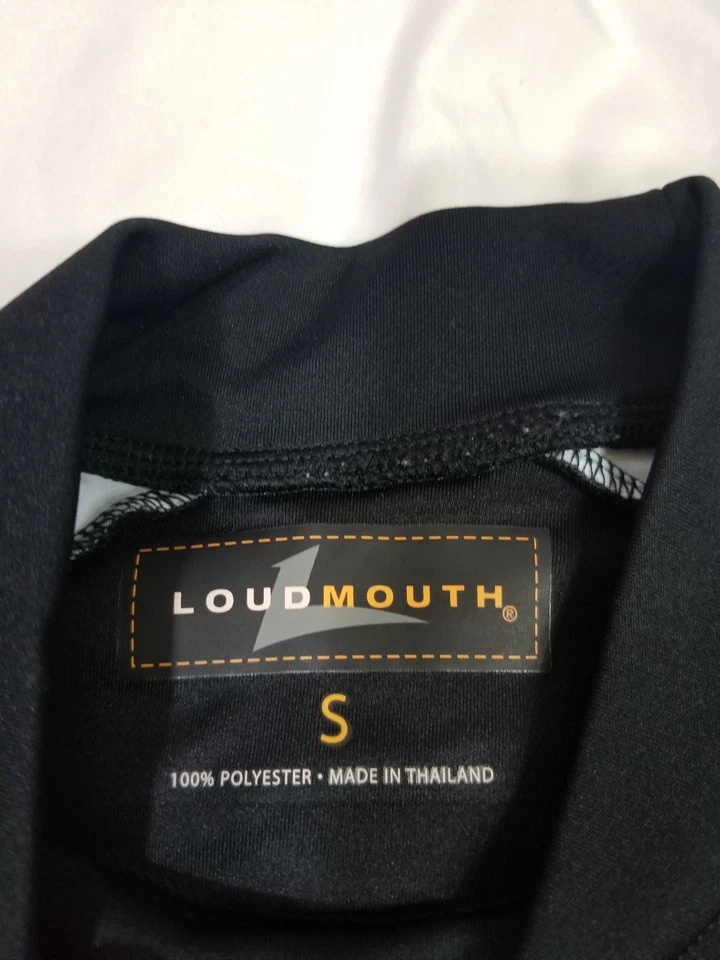 LOUDMOUTH®
S
100% POLYESTER • MADE IN THAILAND